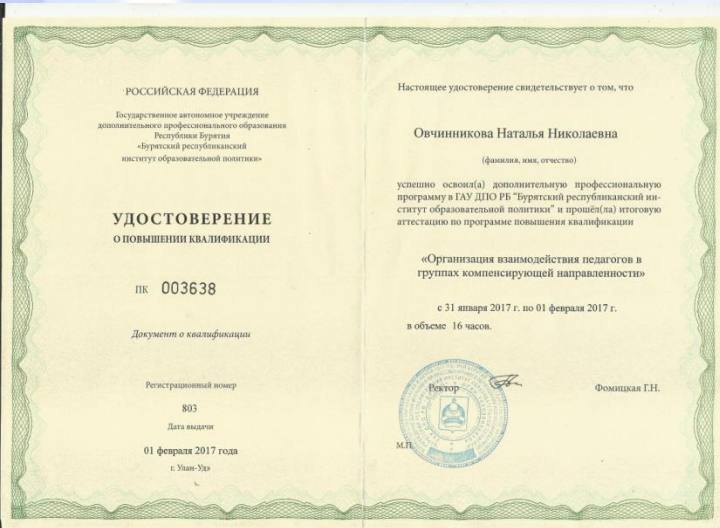 РОССИЙСКАЯ ФЕДЕРАЦИЯ
Государственное автономное учреждение
дополнительного профессионального образования
Республики Бурятия
«Бурятский республиканский
институт образовательной политики»
УДОСТОВЕРЕНИЕ
О ПОВЫШЕНИИ КВАЛИФИКАЦИИ
ПК 003638
Документ о квалификации
Регистрационный номер
803
Дата выдачи
01 февраля 2017 года
г. Улан-Удэ
Настоящее удостоверение свидетельствует о том, что
Овчинникова Наталья Николаевна
(фамилия, имя, отчество)
успешно освоил(а) дополнительную профессиональную
программу в ГАУ ДПО РБ "Бурятский республиканский ин-
ститут образовательной политики" и прошёл(ла) итоговую
аттестацию по программе повышения квалификации
«Организация взаимодействия педагогов в
группах компенсирующей направленности»
с 31 января 2017 г. по 01 февраля 2017 г.
в объеме 16 часов.
Ректор Фомицкая Г.Н.
М.П.